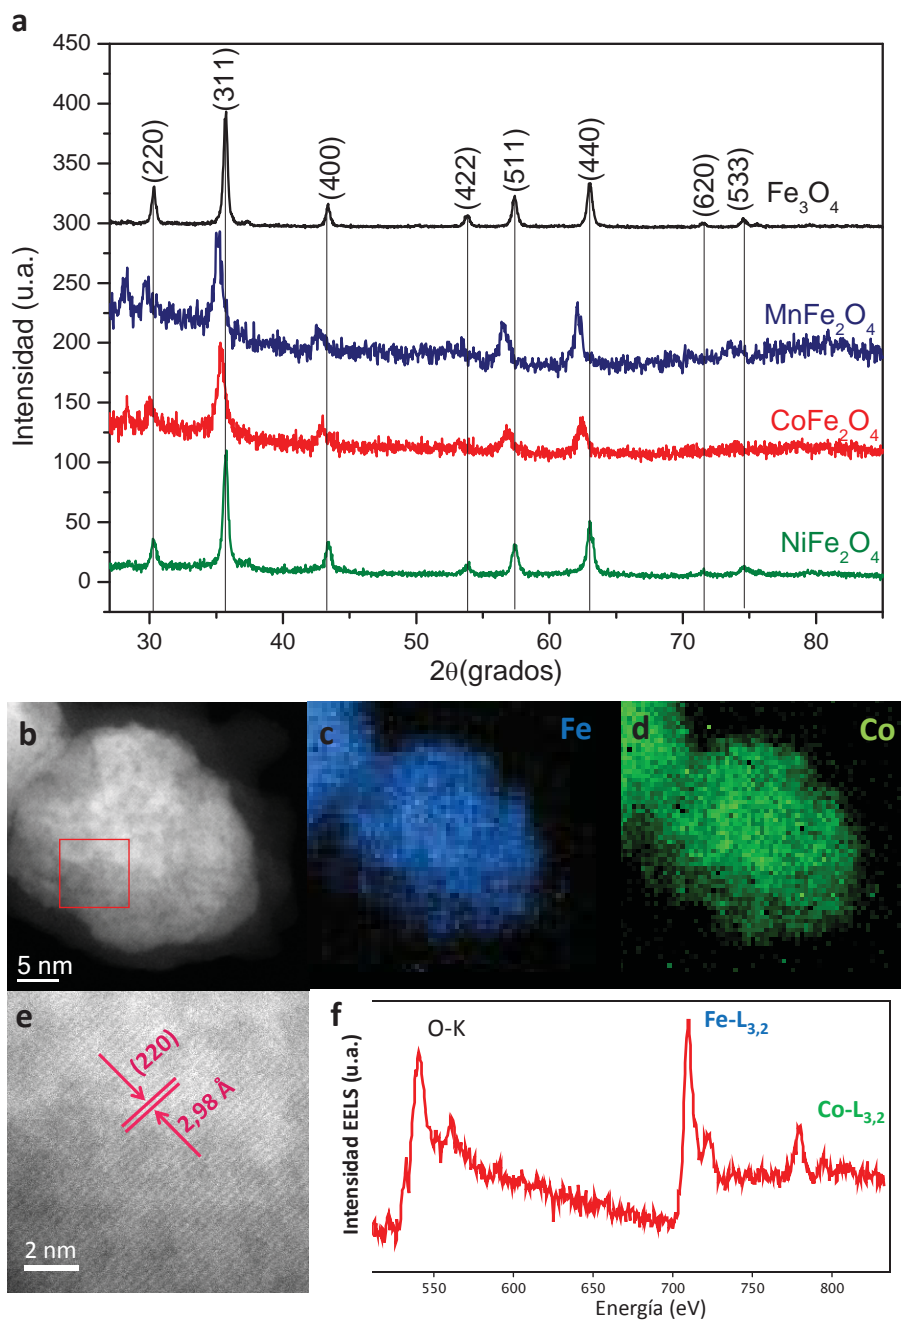 a
450
400
350
300
250
200
150
100
50
0
Intensidad (u.a.)
(220)
(311)
(400)
(422)
(511)
(440)
(620)
(533)
Fe₃O₄
MnFe₂O₄
CoFe₂O₄
NiFe₂O₄
30 40 50 60 70 80
2θ(grados)
b
5 nm
c
Fe
d
Co
e
(220)
2,98 Å
2 nm
f
Intensidad EELS (u.a.)
O-K
Fe-L₃,₂
Co-L₃,₂
550 600 650 700 750 800
Energía (eV)